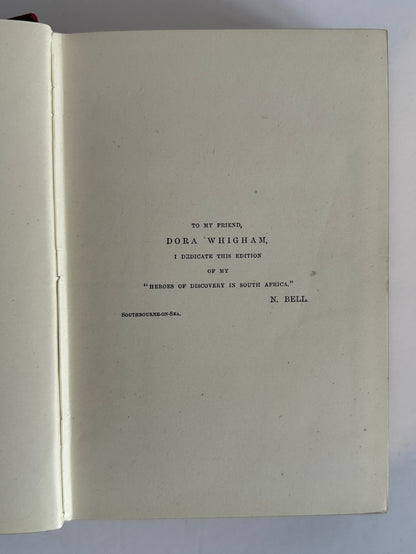 TO MY FRIEND,
DORA WHIGHAM,
I DEDICATE THIS EDITION
OF MY
"HEROES OF DISCOVERY IN SOUTH AFRICA."
N. BELL.
SOUTHBOURNE-ON-SEA.